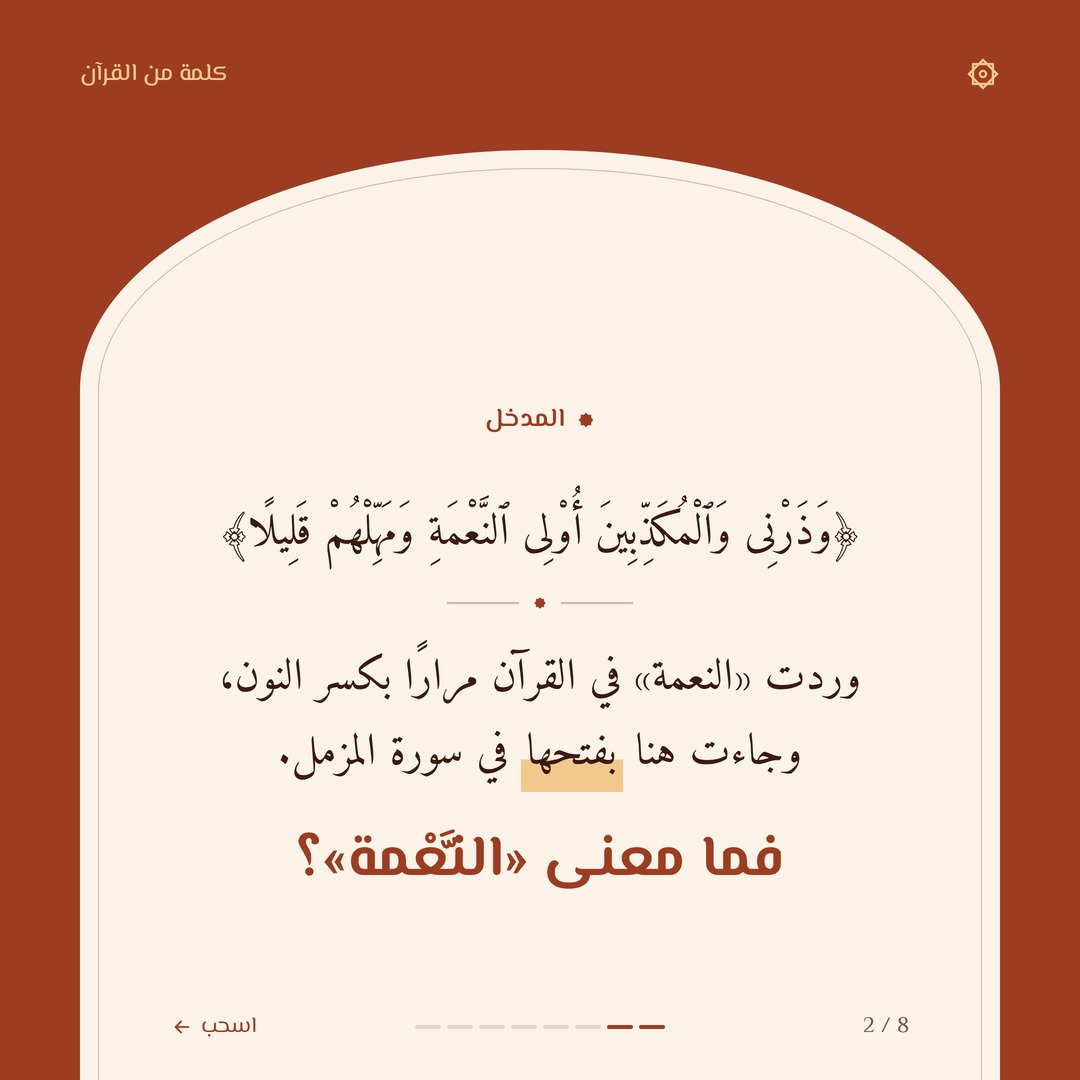 كلمة من القرآن
المدخل
﴿وَذَرْنِى وَٱلْمُكَذِّبِينَ أُو۟لِى ٱلنَّعْمَةِ وَمَهِّلْهُمْ قَلِيلًا﴾
وردت «النعمة» في القرآن مرارًا بكسر النون،
وجاءت هنا بفتحها في سورة المزمل.
فما معنى «النَّعْمة»؟
2 / 8
اسحب ←